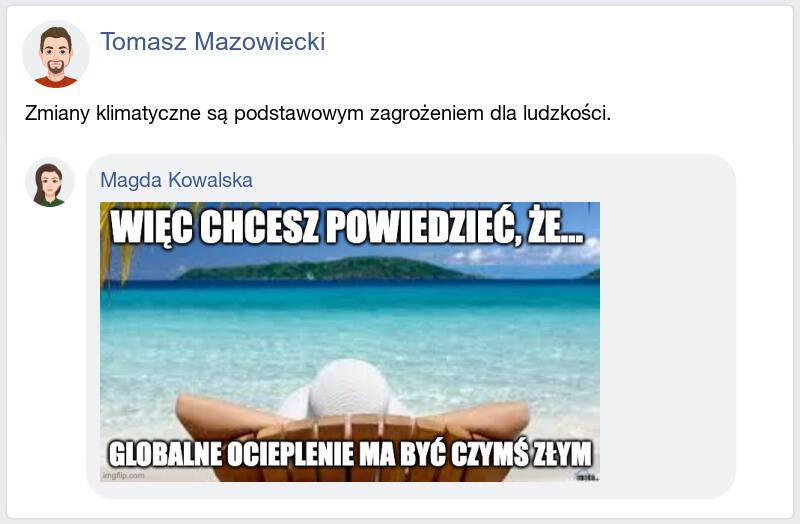 Tomasz Mazowiecki
Zmiany klimatyczne są podstawowym zagrożeniem dla ludzkości.
Magda Kowalska
WIĘC CHCESZ POWIEDZIEĆ, ŻE...
GLOBALNE OCIEPLENIE MA BYĆ CZYMŚ ZŁYM
imgflip.com